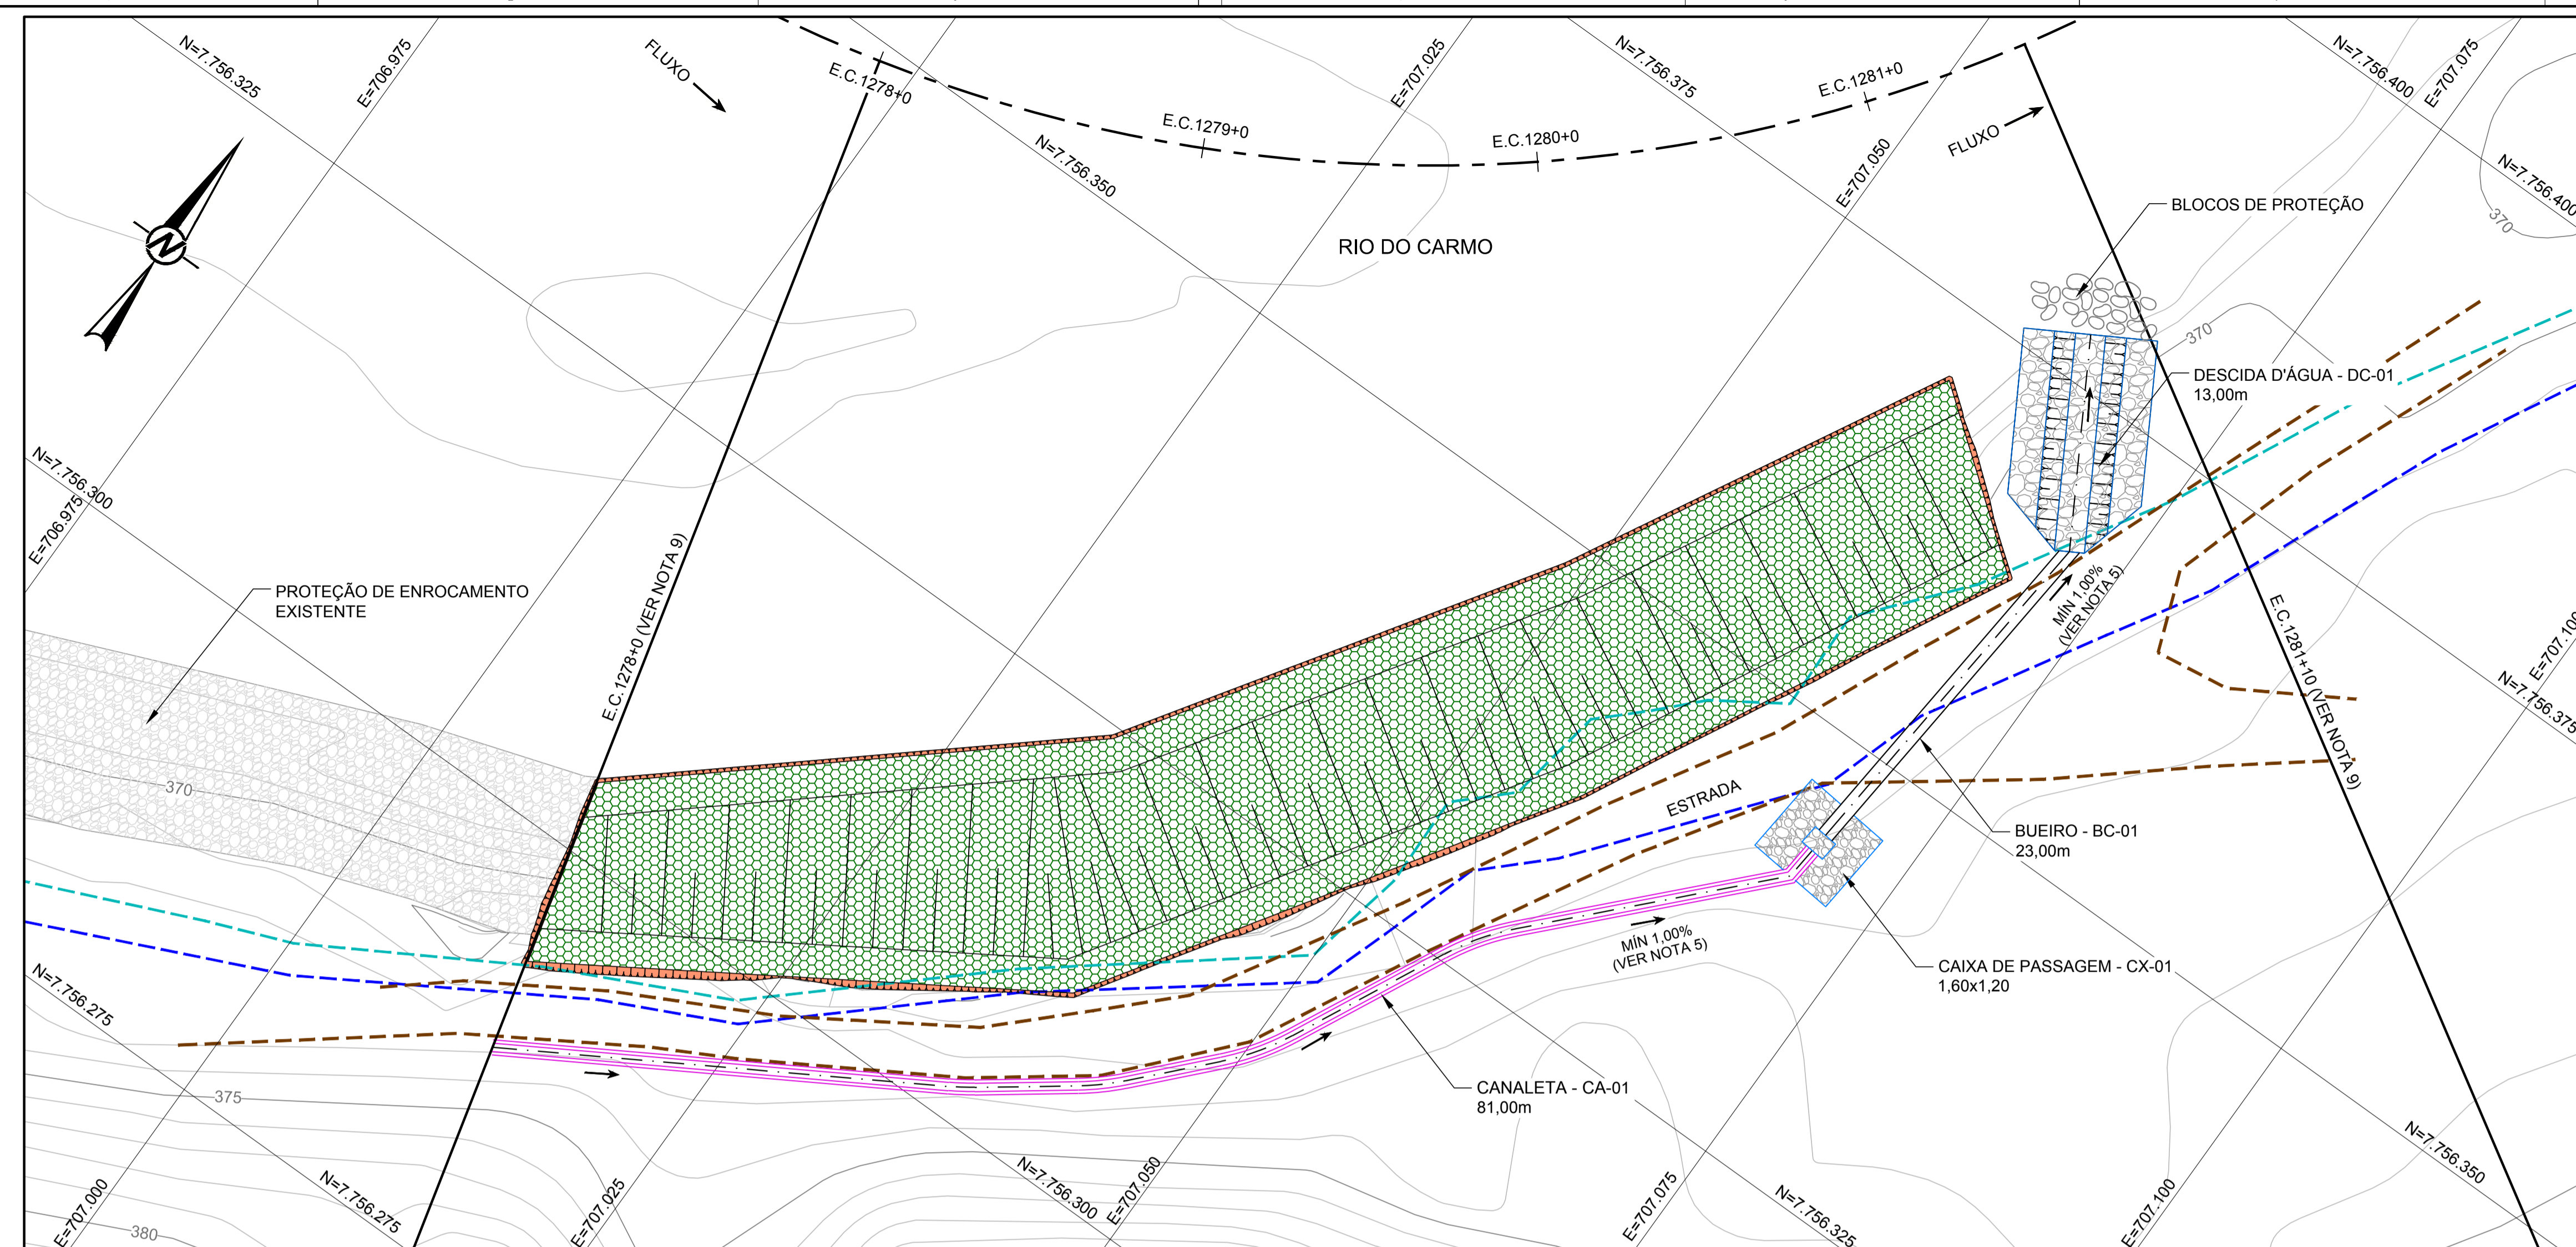 N=7.756.325
E=706.975
FLUXO
E.C.1278+0
E.C.1279+0
N=7.756.350
E=707.025
E.C.1280+0
N=7.756.375
E.C.1281+0
E=707.050
FLUXO
N=7.756.400
E=707.075
N=7.756.400
370
N
RIO DO CARMO
BLOCOS DE PROTEÇÃO
370
DESCIDA D'ÁGUA - DC-01
13,00m
N=7.756.300
E=706.975
PROTEÇÃO DE ENROCAMENTO
EXISTENTE
E.C.1278+0 (VER NOTA 9)
MÍN 1,00%
(VER NOTA 5)
E.C.1281+10 (VER NOTA 9)
E=707.100
N=7.756.375
370
ESTRADA
BUEIRO - BC-01
23,00m
MÍN 1,00%
(VER NOTA 5)
CAIXA DE PASSAGEM - CX-01
1,60x1,20
N=7.756.275
375
CANALETA - CA-01
81,00m
380
E=707.000
N=7.756.275
E=707.025
N=7.756.300
E=707.050
E=707.075
N=7.756.325
E=707.100
N=7.756.350